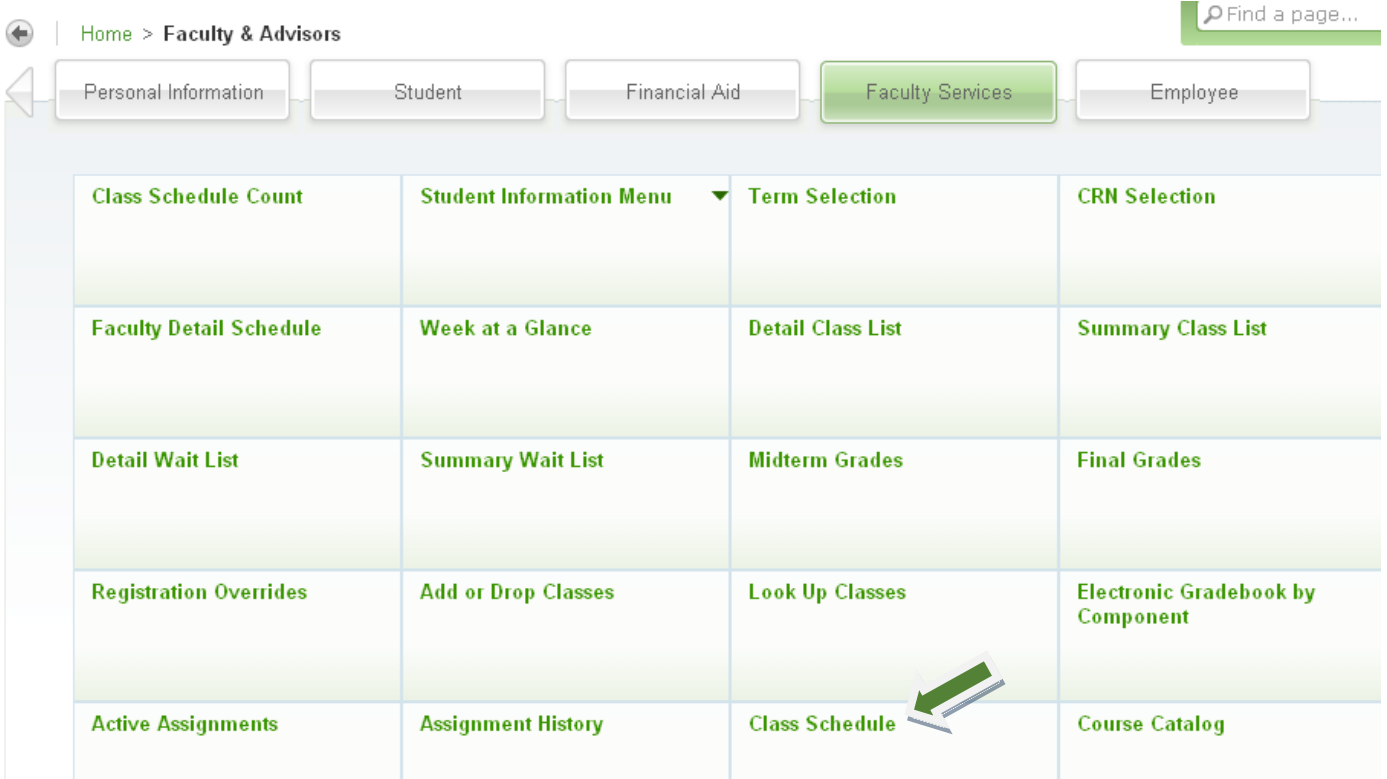 Find a page...
Home > Faculty & Advisors
Personal Information
Student
Financial Aid
Faculty Services
Employee
Class Schedule Count
Student Information Menu
Term Selection
CRN Selection
Faculty Detail Schedule
Week at a Glance
Detail Class List
Summary Class List
Detail Wait List
Summary Wait List
Midterm Grades
Final Grades
Registration Overrides
Add or Drop Classes
Look Up Classes
Electronic Gradebook by
Component
Active Assignments
Assignment History
Class Schedule
Course Catalog